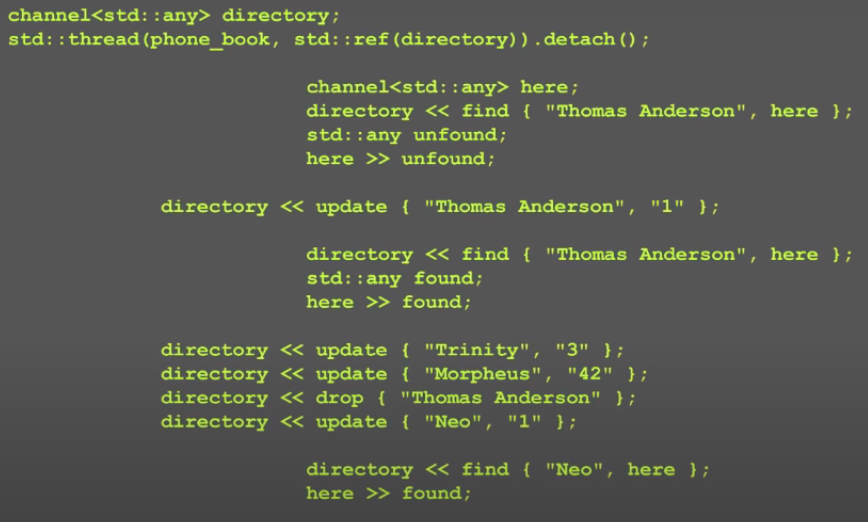 channel<std::any> directory;
std::thread(phone_book, std::ref(directory)).detach();
channel<std::any> here;
directory << find { "Thomas Anderson", here };
std::any unfound;
here >> unfound;
directory << update { "Thomas Anderson", "1" };
directory << find { "Thomas Anderson", here };
std::any found;
here >> found;
directory << update { "Trinity", "3" };
directory << update { "Morpheus", "42" };
directory << drop { "Thomas Anderson" };
directory << update { "Neo", "1" };
directory << find { "Neo", here };
here >> found;